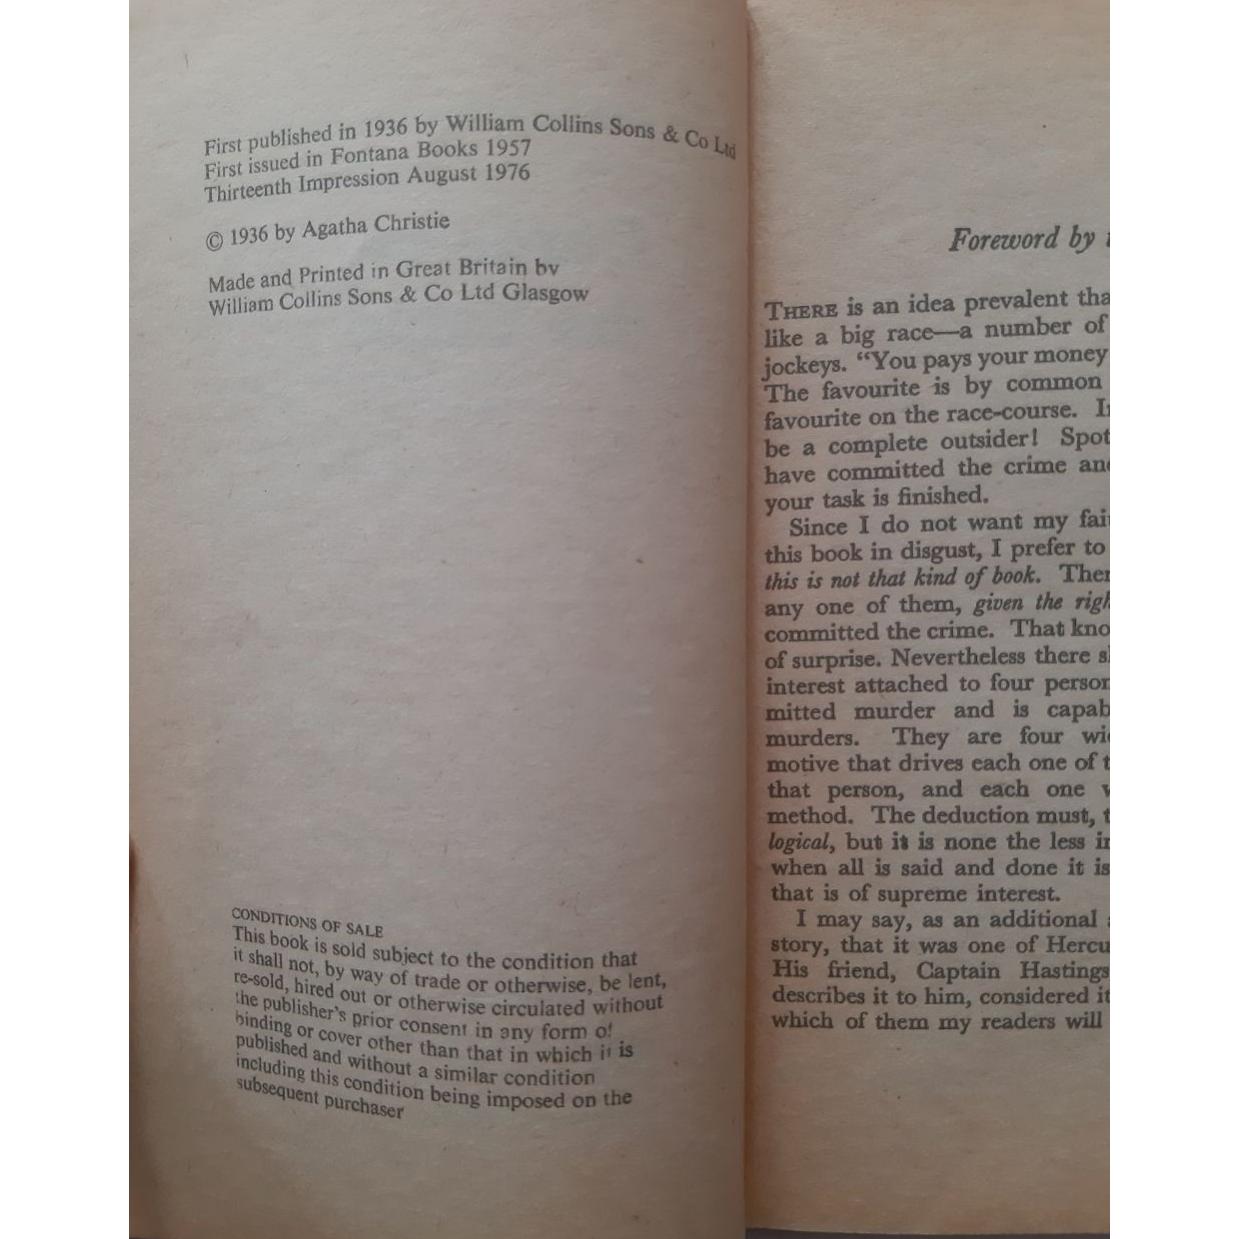 First published in 1936 by William Collins Sons & Co Ltd
First issued in Fontana Books 1957
Thirteenth Impression August 1976
© 1936 by Agatha Christie
Made and Printed in Great Britain by
William Collins Sons & Co Ltd Glasgow
CONDITIONS OF SALE
This book is sold subject to the condition that
it shall not, by way of trade or otherwise, be lent,
re-sold, hired out or otherwise circulated without
the publisher's prior consent in any form of
binding or cover other than that in which it is
published and without a similar condition
including this condition being imposed on the
subsequent purchaser
Foreword by
THERE is an idea prevalent tha
like a big race—a number of
jockeys. "You pays your money
The favourite is by common
favourite on the race-course. I
be a complete outsider! Spot
have committed the crime an
your task is finished.
Since I do not want my fai
this book in disgust, I prefer to
this is not that kind of book. Ther
any one of them, given the righ
committed the crime. That kno
of surprise. Nevertheless there s
interest attached to four person
mitted murder and is capab
murders. They are four wi
motive that drives each one of t
that person, and each one
method. The deduction must, t
logical, but it is none the less in
when all is said and done it is
that is of supreme interest.
I may say, as an additional
story, that it was one of Hercu
His friend, Captain Hastings
describes it to him, considered it
which of them my readers will